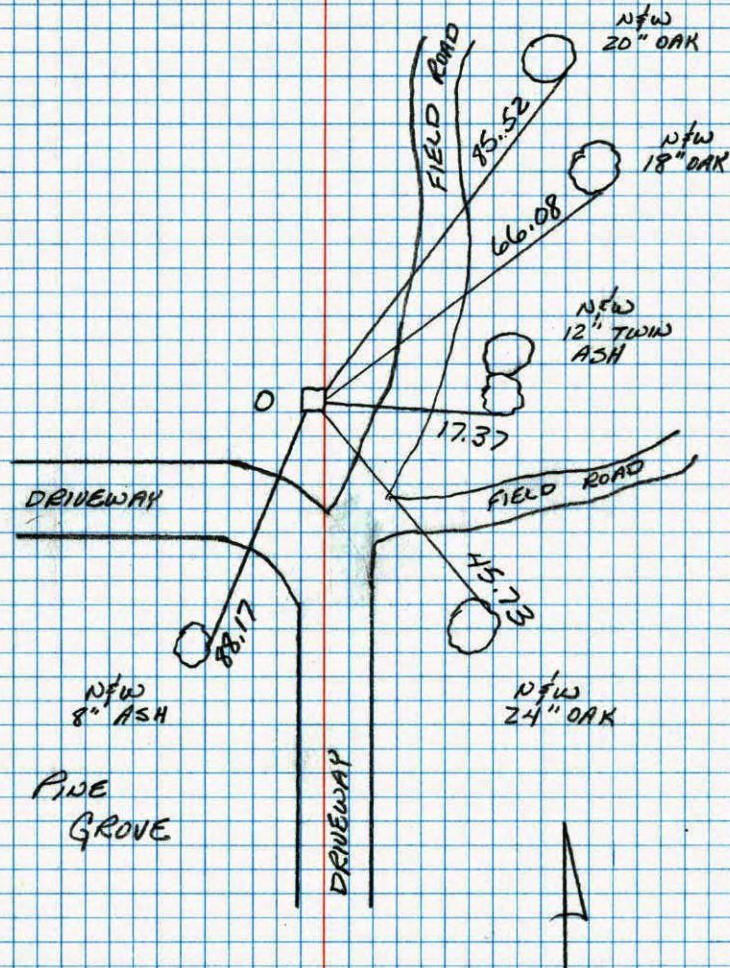 N&W
20" OAK
FIELD ROAD
85.52
N&W
18" OAK
66.08
N&W
12" TWIN
ASH
O
17.37
DRIVEWAY
FIELD ROAD
45.73
88.17
N&W
8" ASH
N&W
24" OAK
PINE
GROVE
DRIVEWAY